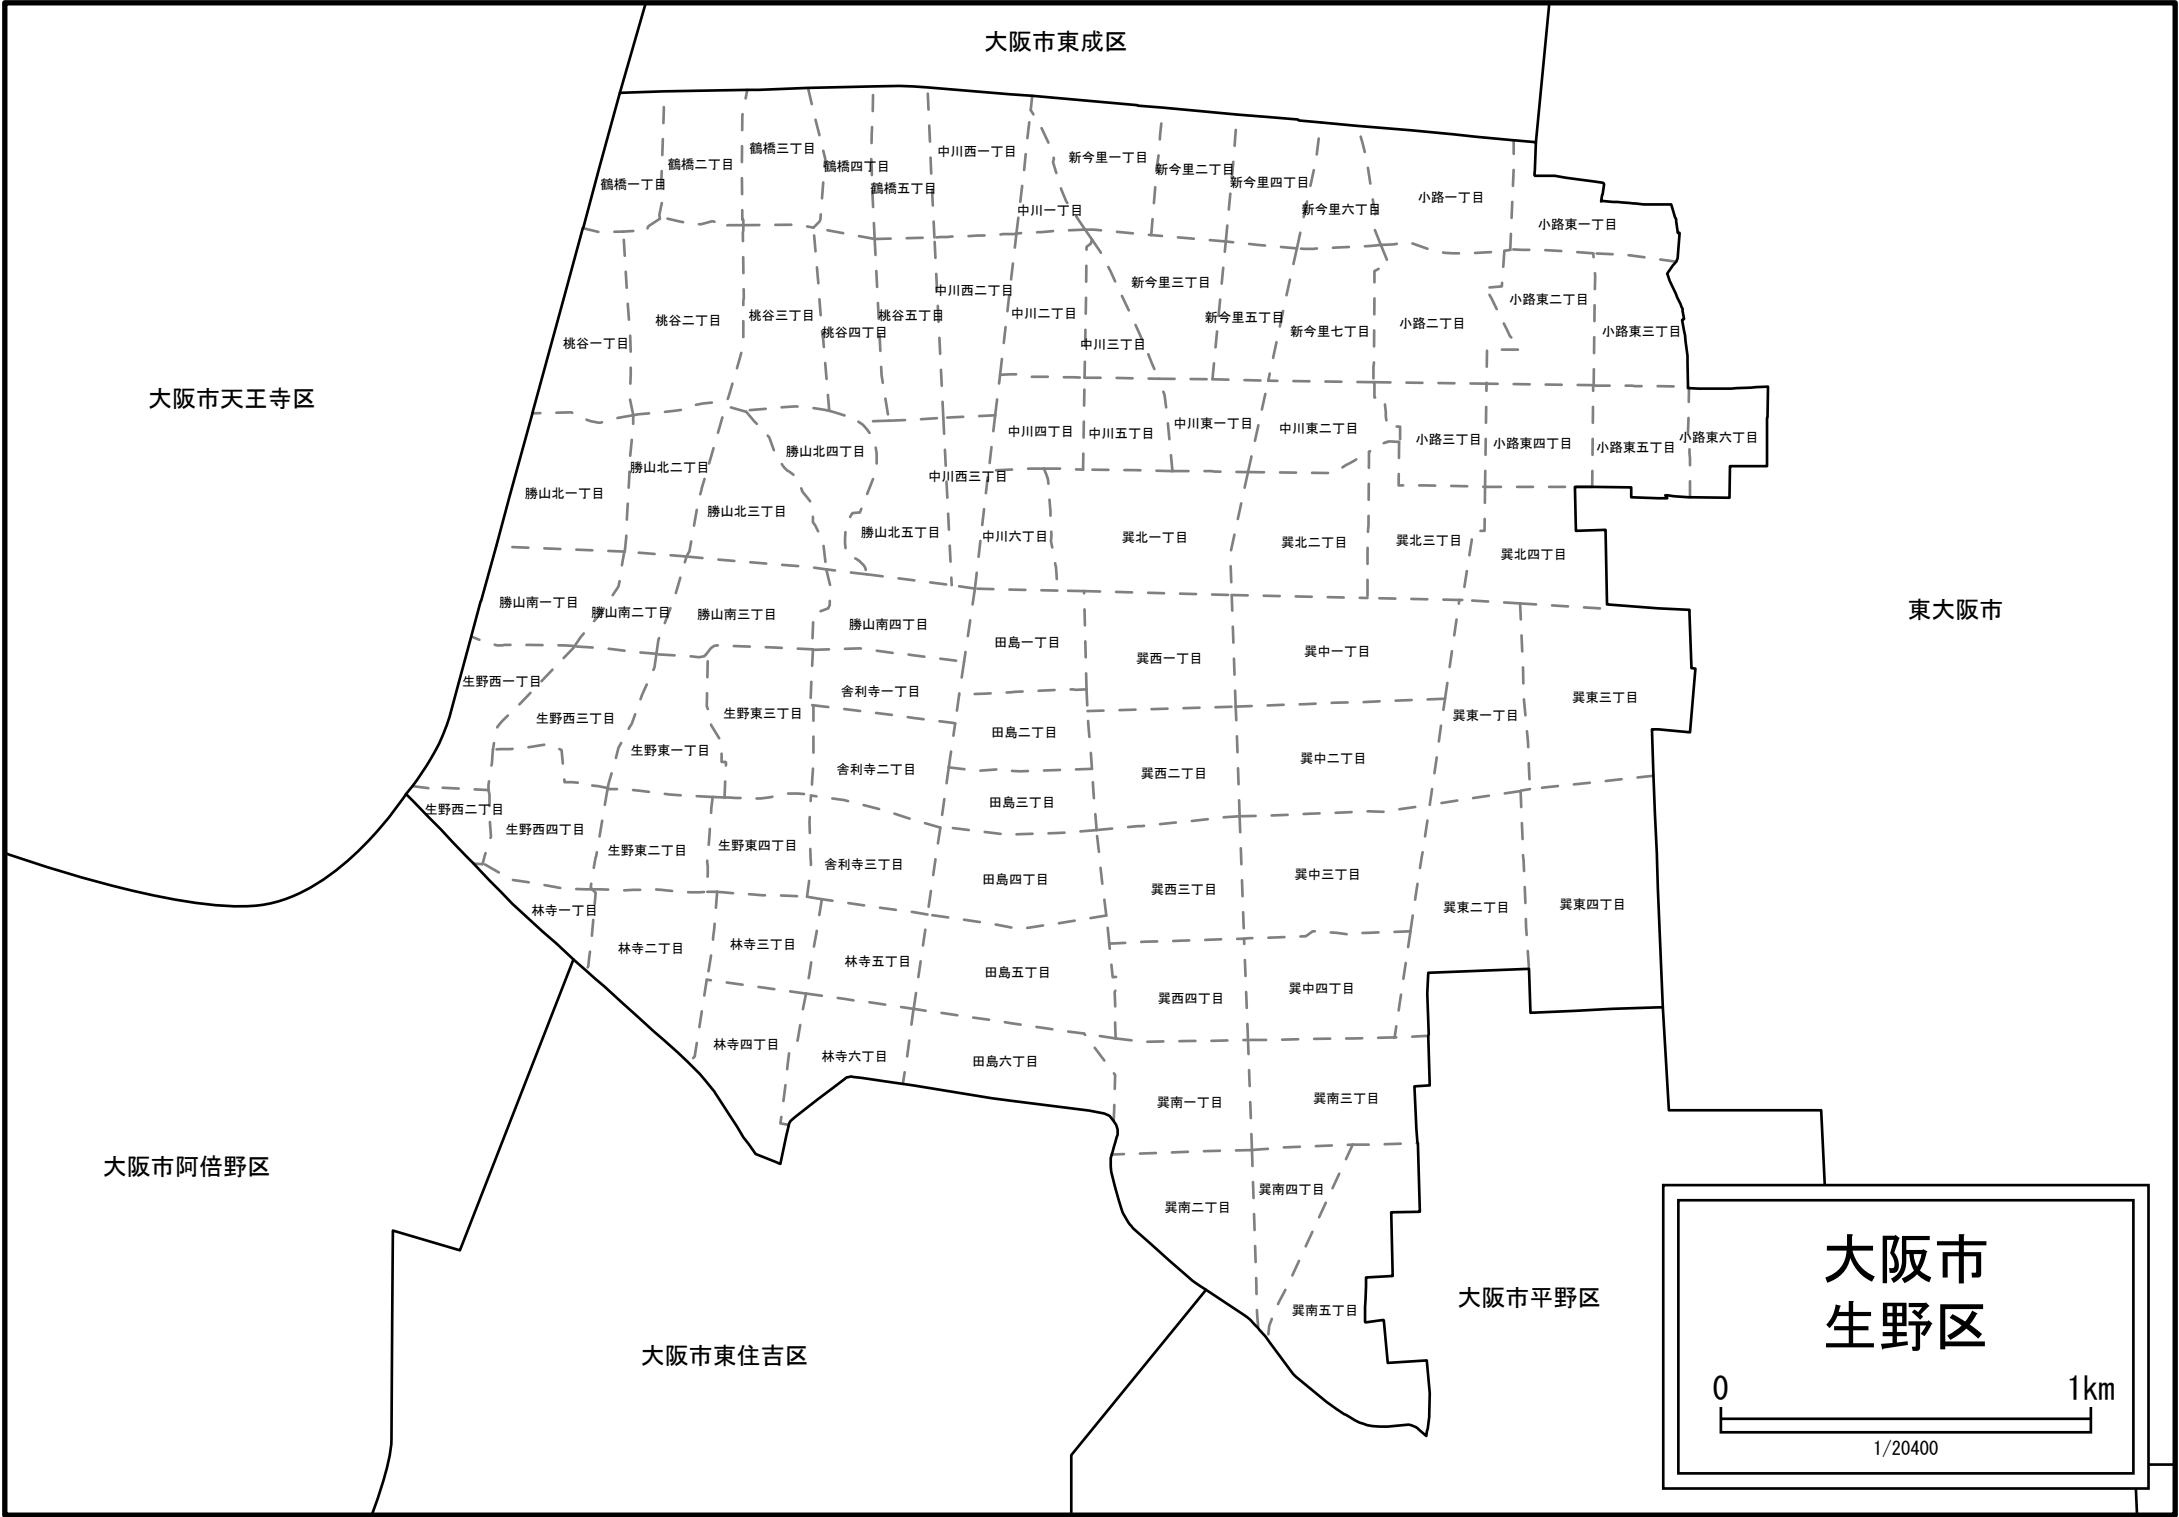 大阪市東成区
鶴橋一丁目
鶴橋二丁目
鶴橋三丁目
鶴橋四丁目
鶴橋五丁目
中川西一丁目
中川一丁目
新今里一丁目
新今里二丁目
新今里四丁目
新今里六丁目
小路一丁目
小路東一丁目
桃谷一丁目
桃谷二丁目
桃谷三丁目
桃谷四丁目
桃谷五丁目
中川西二丁目
中川二丁目
中川三丁目
新今里三丁目
新今里五丁目
新今里七丁目
小路二丁目
小路東二丁目
小路東三丁目
大阪市天王寺区
勝山北一丁目
勝山北二丁目
勝山北三丁目
勝山北四丁目
勝山北五丁目
中川西三丁目
中川四丁目
中川五丁目
中川東一丁目
中川東二丁目
小路三丁目
小路東四丁目
小路東五丁目
小路東六丁目
中川六丁目
巽北一丁目
巽北二丁目
巽北三丁目
巽北四丁目
東大阪市
勝山南一丁目
勝山南二丁目
勝山南三丁目
勝山南四丁目
田島一丁目
巽西一丁目
巽中一丁目
巽東一丁目
巽東三丁目
生野西一丁目
生野西三丁目
生野東一丁目
生野東三丁目
舎利寺一丁目
舎利寺二丁目
田島二丁目
田島三丁目
巽西二丁目
巽中二丁目
生野西二丁目
生野西四丁目
生野東二丁目
生野東四丁目
舎利寺三丁目
田島四丁目
巽西三丁目
巽中三丁目
巽東二丁目
巽東四丁目
林寺一丁目
林寺二丁目
林寺三丁目
林寺五丁目
田島五丁目
巽西四丁目
巽中四丁目
林寺四丁目
林寺六丁目
田島六丁目
巽南一丁目
巽南三丁目
大阪市阿倍野区
巽南二丁目
巽南四丁目
巽南五丁目
大阪市平野区
大阪市東住吉区
大阪市
生野区
0 1km
1/20400